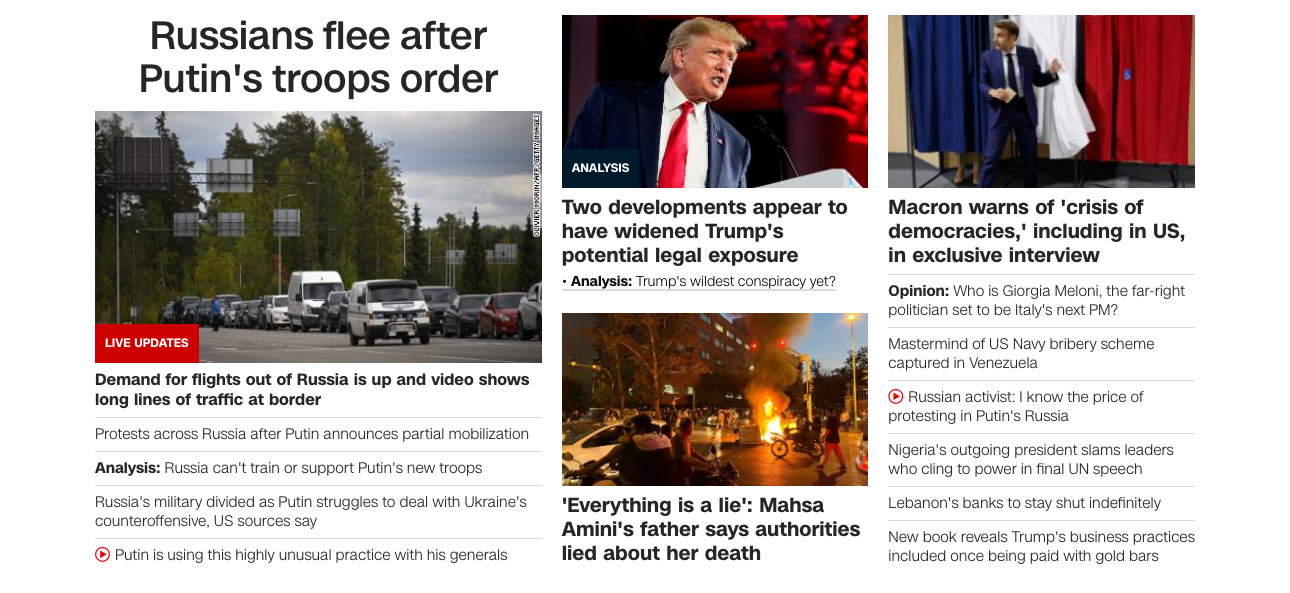 Russians flee after
Putin's troops order
OLIVIER MORIN/AFP/GETTY IMAGES
LIVE UPDATES
Demand for flights out of Russia is up and video shows
long lines of traffic at border
Protests across Russia after Putin announces partial mobilization
Analysis: Russia can't train or support Putin's new troops
Russia's military divided as Putin struggles to deal with Ukraine's
counteroffensive, US sources say
Putin is using this highly unusual practice with his generals
ANALYSIS
Two developments appear to
have widened Trump's
potential legal exposure
• Analysis: Trump's wildest conspiracy yet?
'Everything is a lie': Mahsa
Amini's father says authorities
lied about her death
Macron warns of 'crisis of
democracies,' including in US,
in exclusive interview
Opinion: Who is Giorgia Meloni, the far-right
politician set to be Italy's next PM?
Mastermind of US Navy bribery scheme
captured in Venezuela
Russian activist: I know the price of
protesting in Putin's Russia
Nigeria's outgoing president slams leaders
who cling to power in final UN speech
Lebanon's banks to stay shut indefinitely
New book reveals Trump's business practices
included once being paid with gold bars